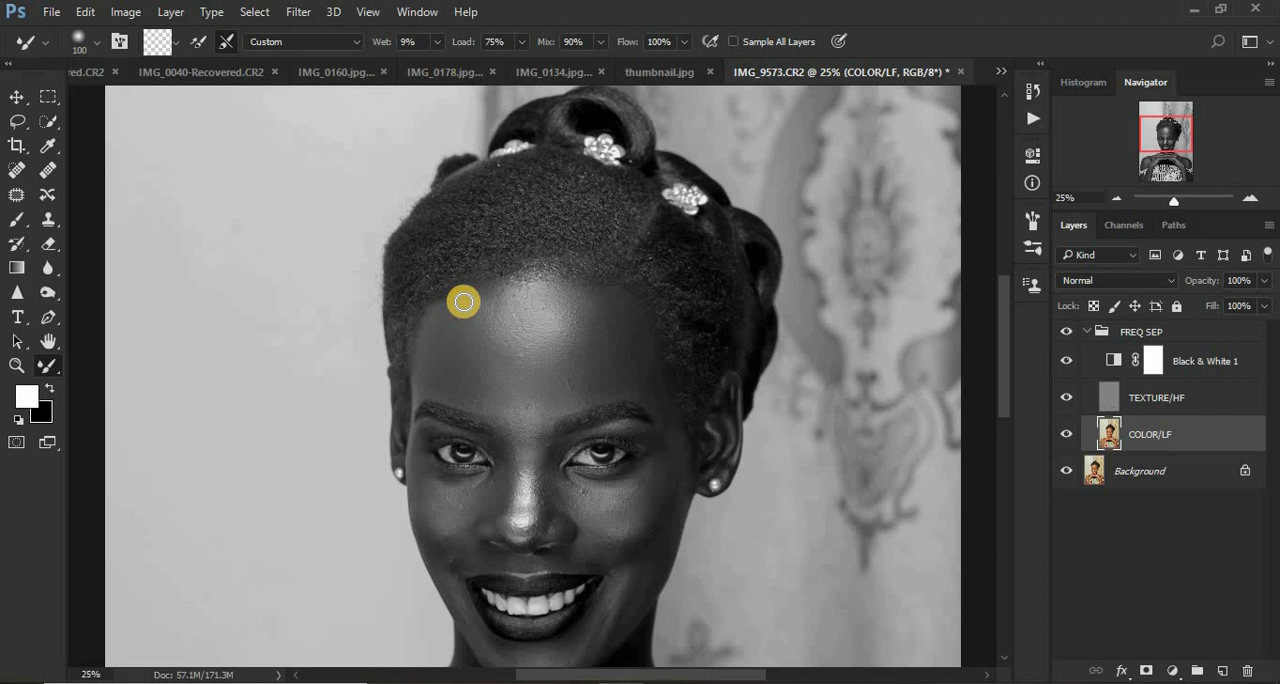 Ps File Edit Image Layer Type Select Filter 3D View Window Help
100 Custom Wet: 9% Load: 75% Mix: 90% Flow: 100% Sample All Layers
red.CR2 × IMG_0040-Recovered.CR2 × IMG_0160.jpg... × IMG_0178.jpg... × IMG_0134.jpg... × thumbnail.jpg × IMG_9573.CR2 @ 25% (COLOR/LF, RGB/8*) * ×
Histogram Navigator
25%
Layers Channels Paths
Kind
Normal Opacity: 100%
Lock: Fill: 100%
FREQ SEP
Black & White 1
TEXTURE/HF
COLOR/LF
Background
25% Doc: 57.1M/171.3M
fx